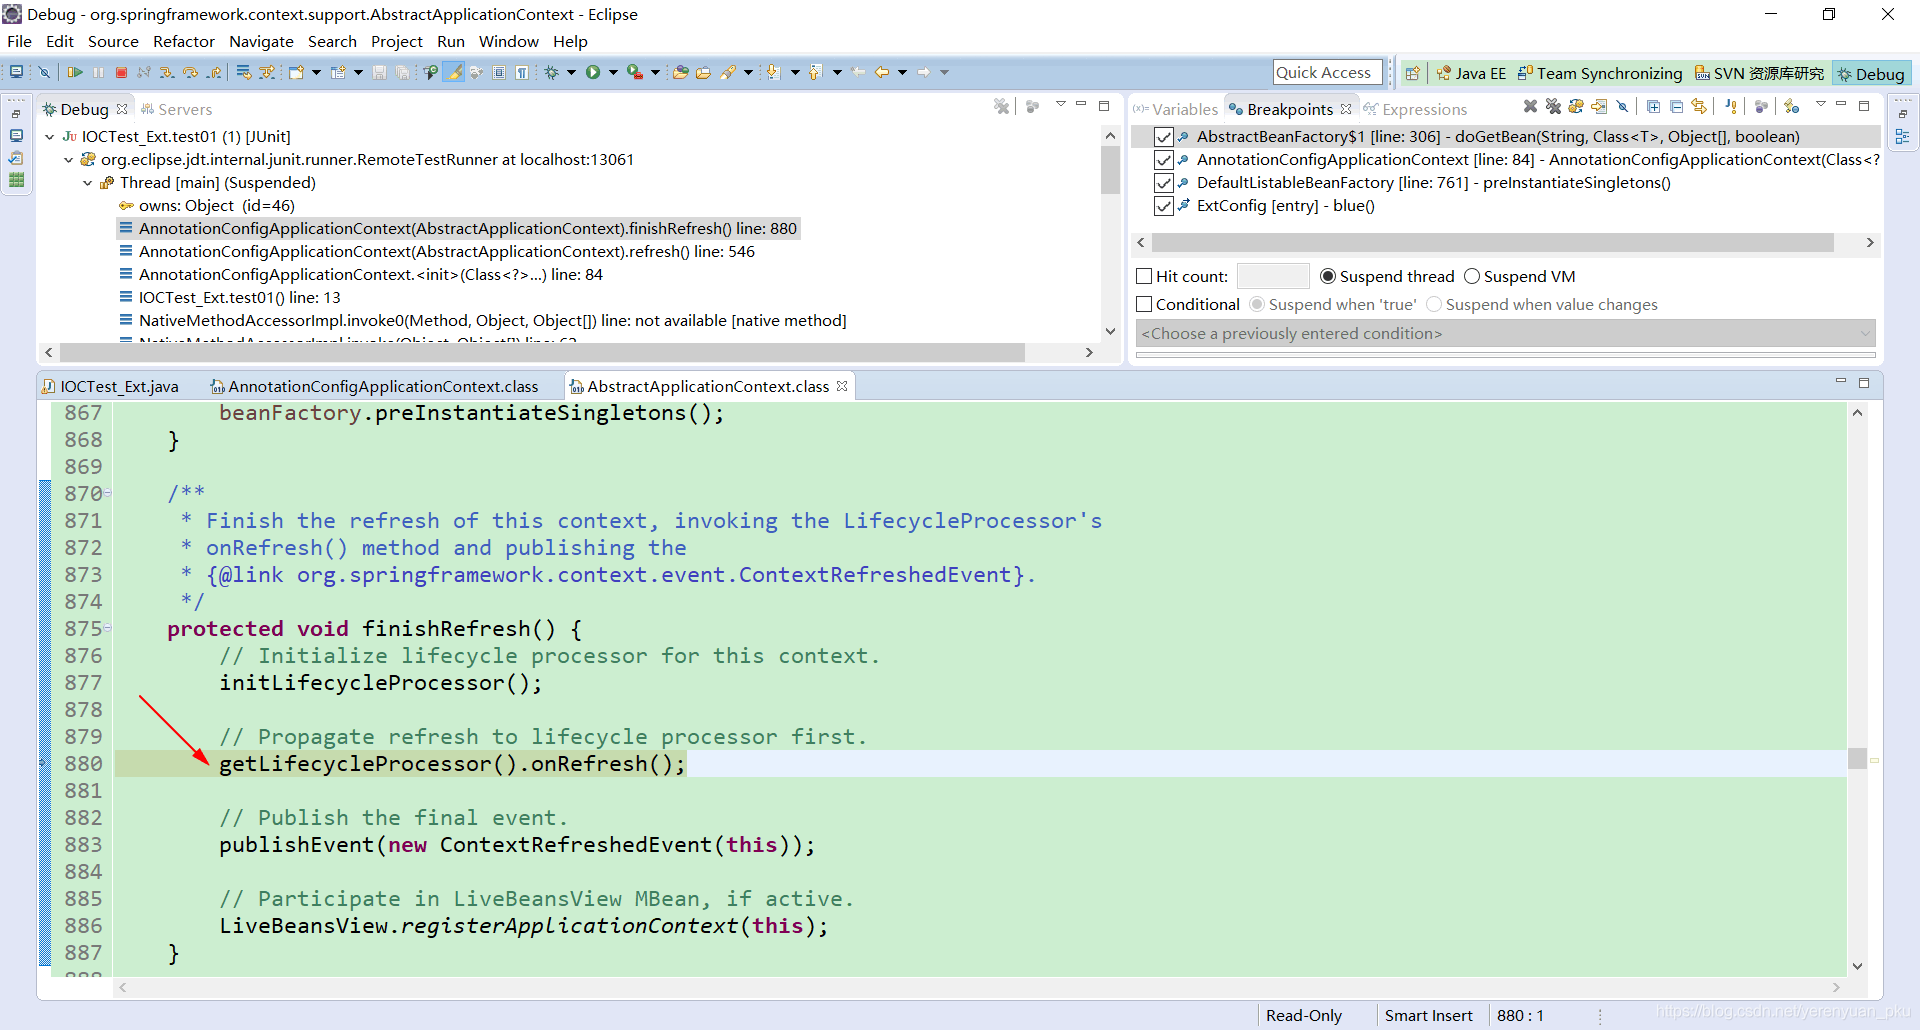 Debug - org.springframework.context.support.AbstractApplicationContext - Eclipse
File Edit Source Refactor Navigate Search Project Run Window Help
Quick Access
Java EE
Team Synchronizing
SVN 资源库研究
Debug
Debug
Servers
IOCTest_Ext.test01 (1) [JUnit]
org.eclipse.jdt.internal.junit.runner.RemoteTestRunner at localhost:13061
Thread [main] (Suspended)
owns: Object (id=46)
AnnotationConfigApplicationContext(AbstractApplicationContext).finishRefresh() line: 880
AnnotationConfigApplicationContext(AbstractApplicationContext).refresh() line: 546
AnnotationConfigApplicationContext.<init>(Class<?>...) line: 84
IOCTest_Ext.test01() line: 13
NativeMethodAccessorImpl.invoke0(Method, Object, Object[]) line: not available [native method]
NativeMethodAccessorImpl.invoke(Object, Object[]) line: 62
(x)= Variables
Breakpoints
Expressions
AbstractBeanFactory$1 [line: 306] - doGetBean(String, Class<T>, Object[], boolean)
AnnotationConfigApplicationContext [line: 84] - AnnotationConfigApplicationContext(Class<?
DefaultListableBeanFactory [line: 761] - preInstantiateSingletons()
ExtConfig [entry] - blue()
Hit count:
Suspend thread
Suspend VM
Conditional
Suspend when 'true'
Suspend when value changes
<Choose a previously entered condition>
IOCTest_Ext.java
AnnotationConfigApplicationContext.class
AbstractApplicationContext.class
867 beanFactory.preInstantiateSingletons();
868 }
869
870 /**
871 * Finish the refresh of this context, invoking the LifecycleProcessor's
872 * onRefresh() method and publishing the
873 * {@link org.springframework.context.event.ContextRefreshedEvent}.
874 */
875 protected void finishRefresh() {
876 // Initialize lifecycle processor for this context.
877 initLifecycleProcessor();
878
879 // Propagate refresh to lifecycle processor first.
880 getLifecycleProcessor().onRefresh();
881
882 // Publish the final event.
883 publishEvent(new ContextRefreshedEvent(this));
884
885 // Participate in LiveBeansView MBean, if active.
886 LiveBeansView.registerApplicationContext(this);
887 }
888
Read-Only
Smart Insert
880 : 1
https://blog.csdn.net/yerenyuan_pku